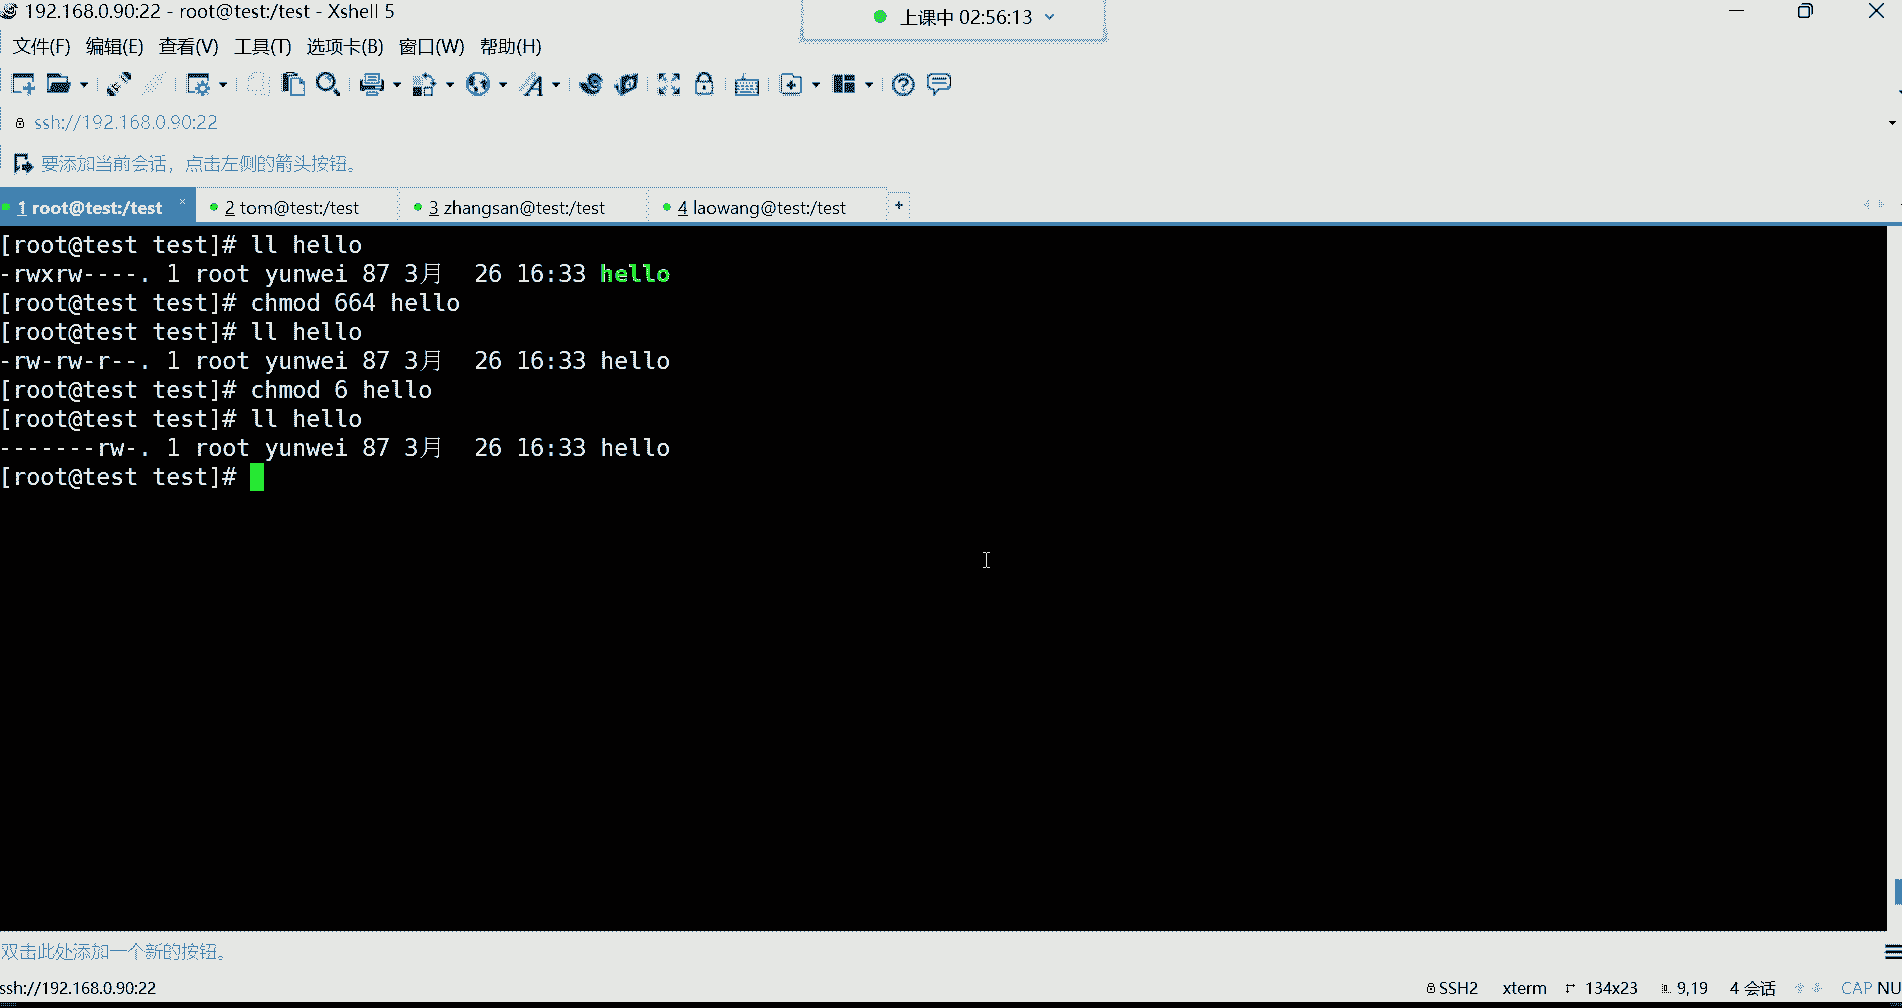 192.168.0.90:22 - root@test:/test - Xshell 5
上课中 02:56:13
文件(F) 编辑(E) 查看(V) 工具(T) 选项卡(B) 窗口(W) 帮助(H)
ssh://192.168.0.90:22
要添加当前会话，点击左侧的箭头按钮。
1 root@test:/test × 2 tom@test:/test 3 zhangsan@test:/test 4 laowang@test:/test +
[root@test test]# ll hello
-rwxrw----. 1 root yunwei 87 3月  26 16:33 hello
[root@test test]# chmod 664 hello
[root@test test]# ll hello
-rw-rw-r--. 1 root yunwei 87 3月  26 16:33 hello
[root@test test]# chmod 6 hello
[root@test test]# ll hello
-------rw-. 1 root yunwei 87 3月  26 16:33 hello
[root@test test]#
双击此处添加一个新的按钮。
ssh://192.168.0.90:22 SSH2 xterm 134x23 9,19 4 会话 CAP NU